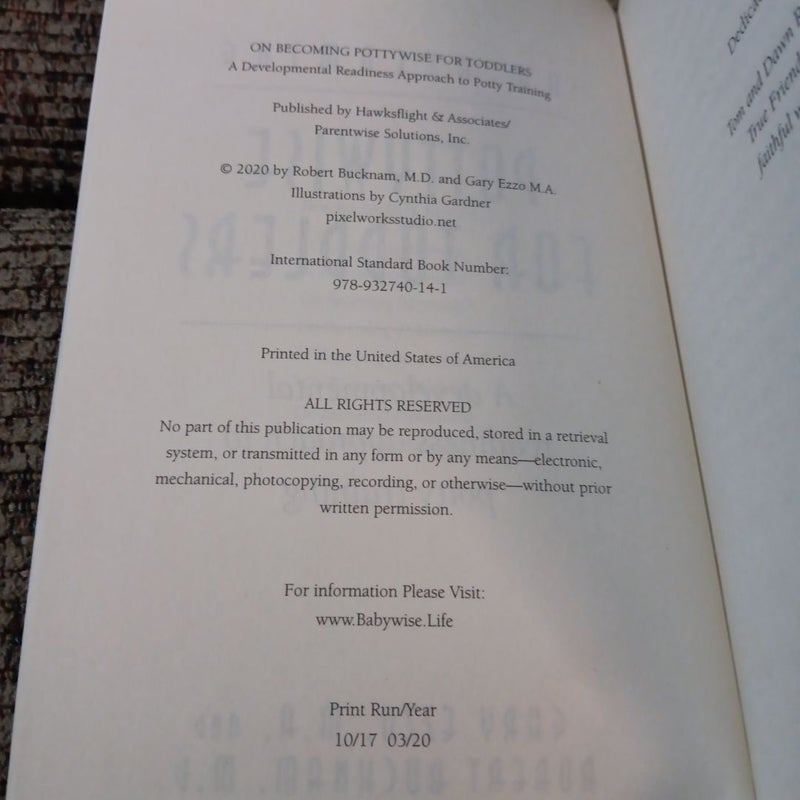 ON BECOMING POTTYWISE FOR TODDLERS
A Developmental Readiness Approach to Potty Training
Published by Hawksflight & Associates/
Parentwise Solutions, Inc.
© 2020 by Robert Bucknam, M.D. and Gary Ezzo M.A.
Illustrations by Cynthia Gardner
pixelworksstudio.net
International Standard Book Number:
978-932740-14-1
Printed in the United States of America
ALL RIGHTS RESERVED
No part of this publication may be reproduced, stored in a retrieval
system, or transmitted in any form or by any means—electronic,
mechanical, photocopying, recording, or otherwise—without prior
written permission.
For information Please Visit:
www.Babywise.Life
Print Run/Year
10/17 03/20
Tom and Dawn
True Friend
faithful